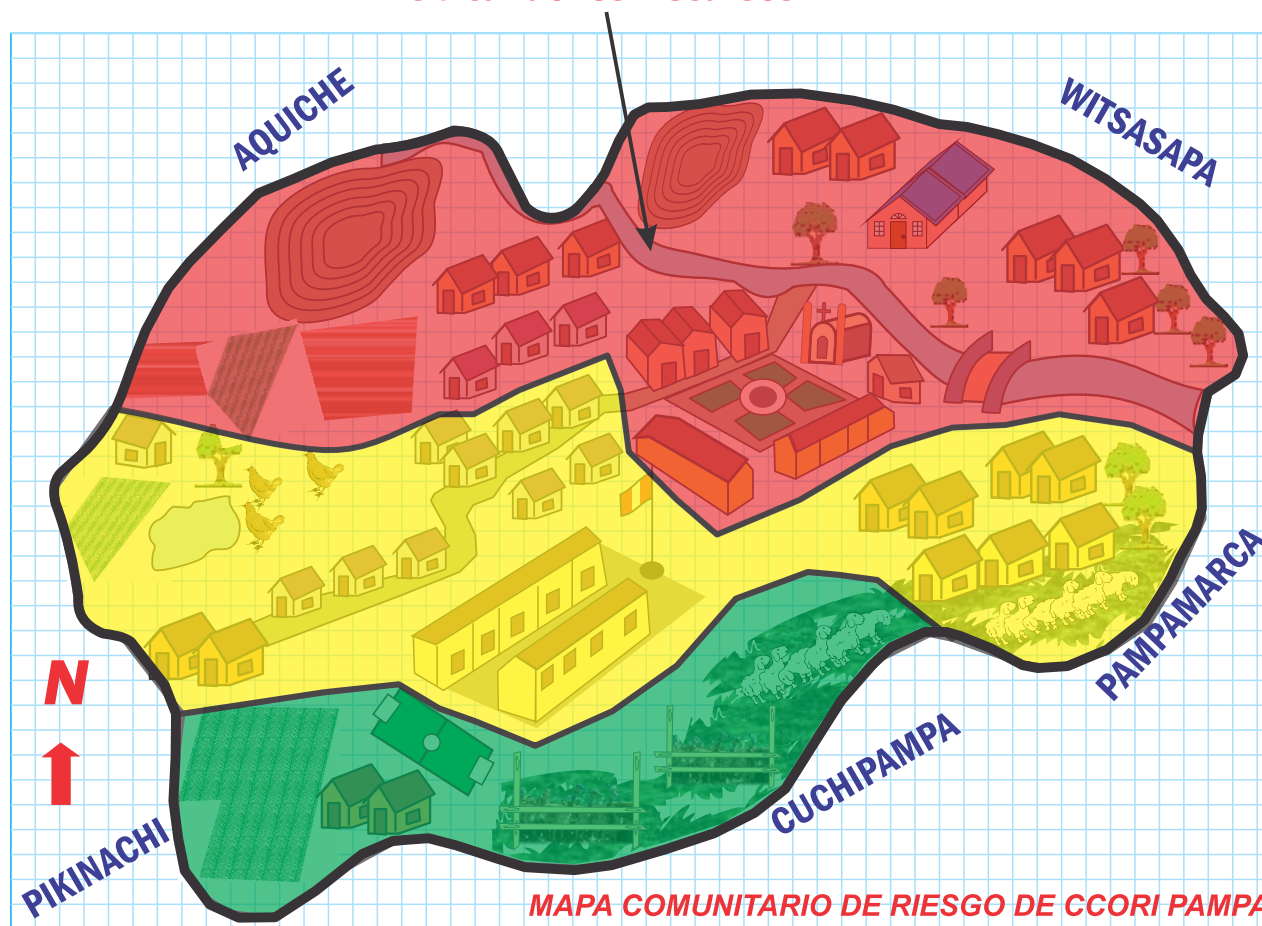 AQUICHE
WITSASAPA
PAMPAMARCA
N
CUCHIPAMPA
PIKINACHI
MAPA COMUNITARIO DE RIESGO DE CCORI PAMPA